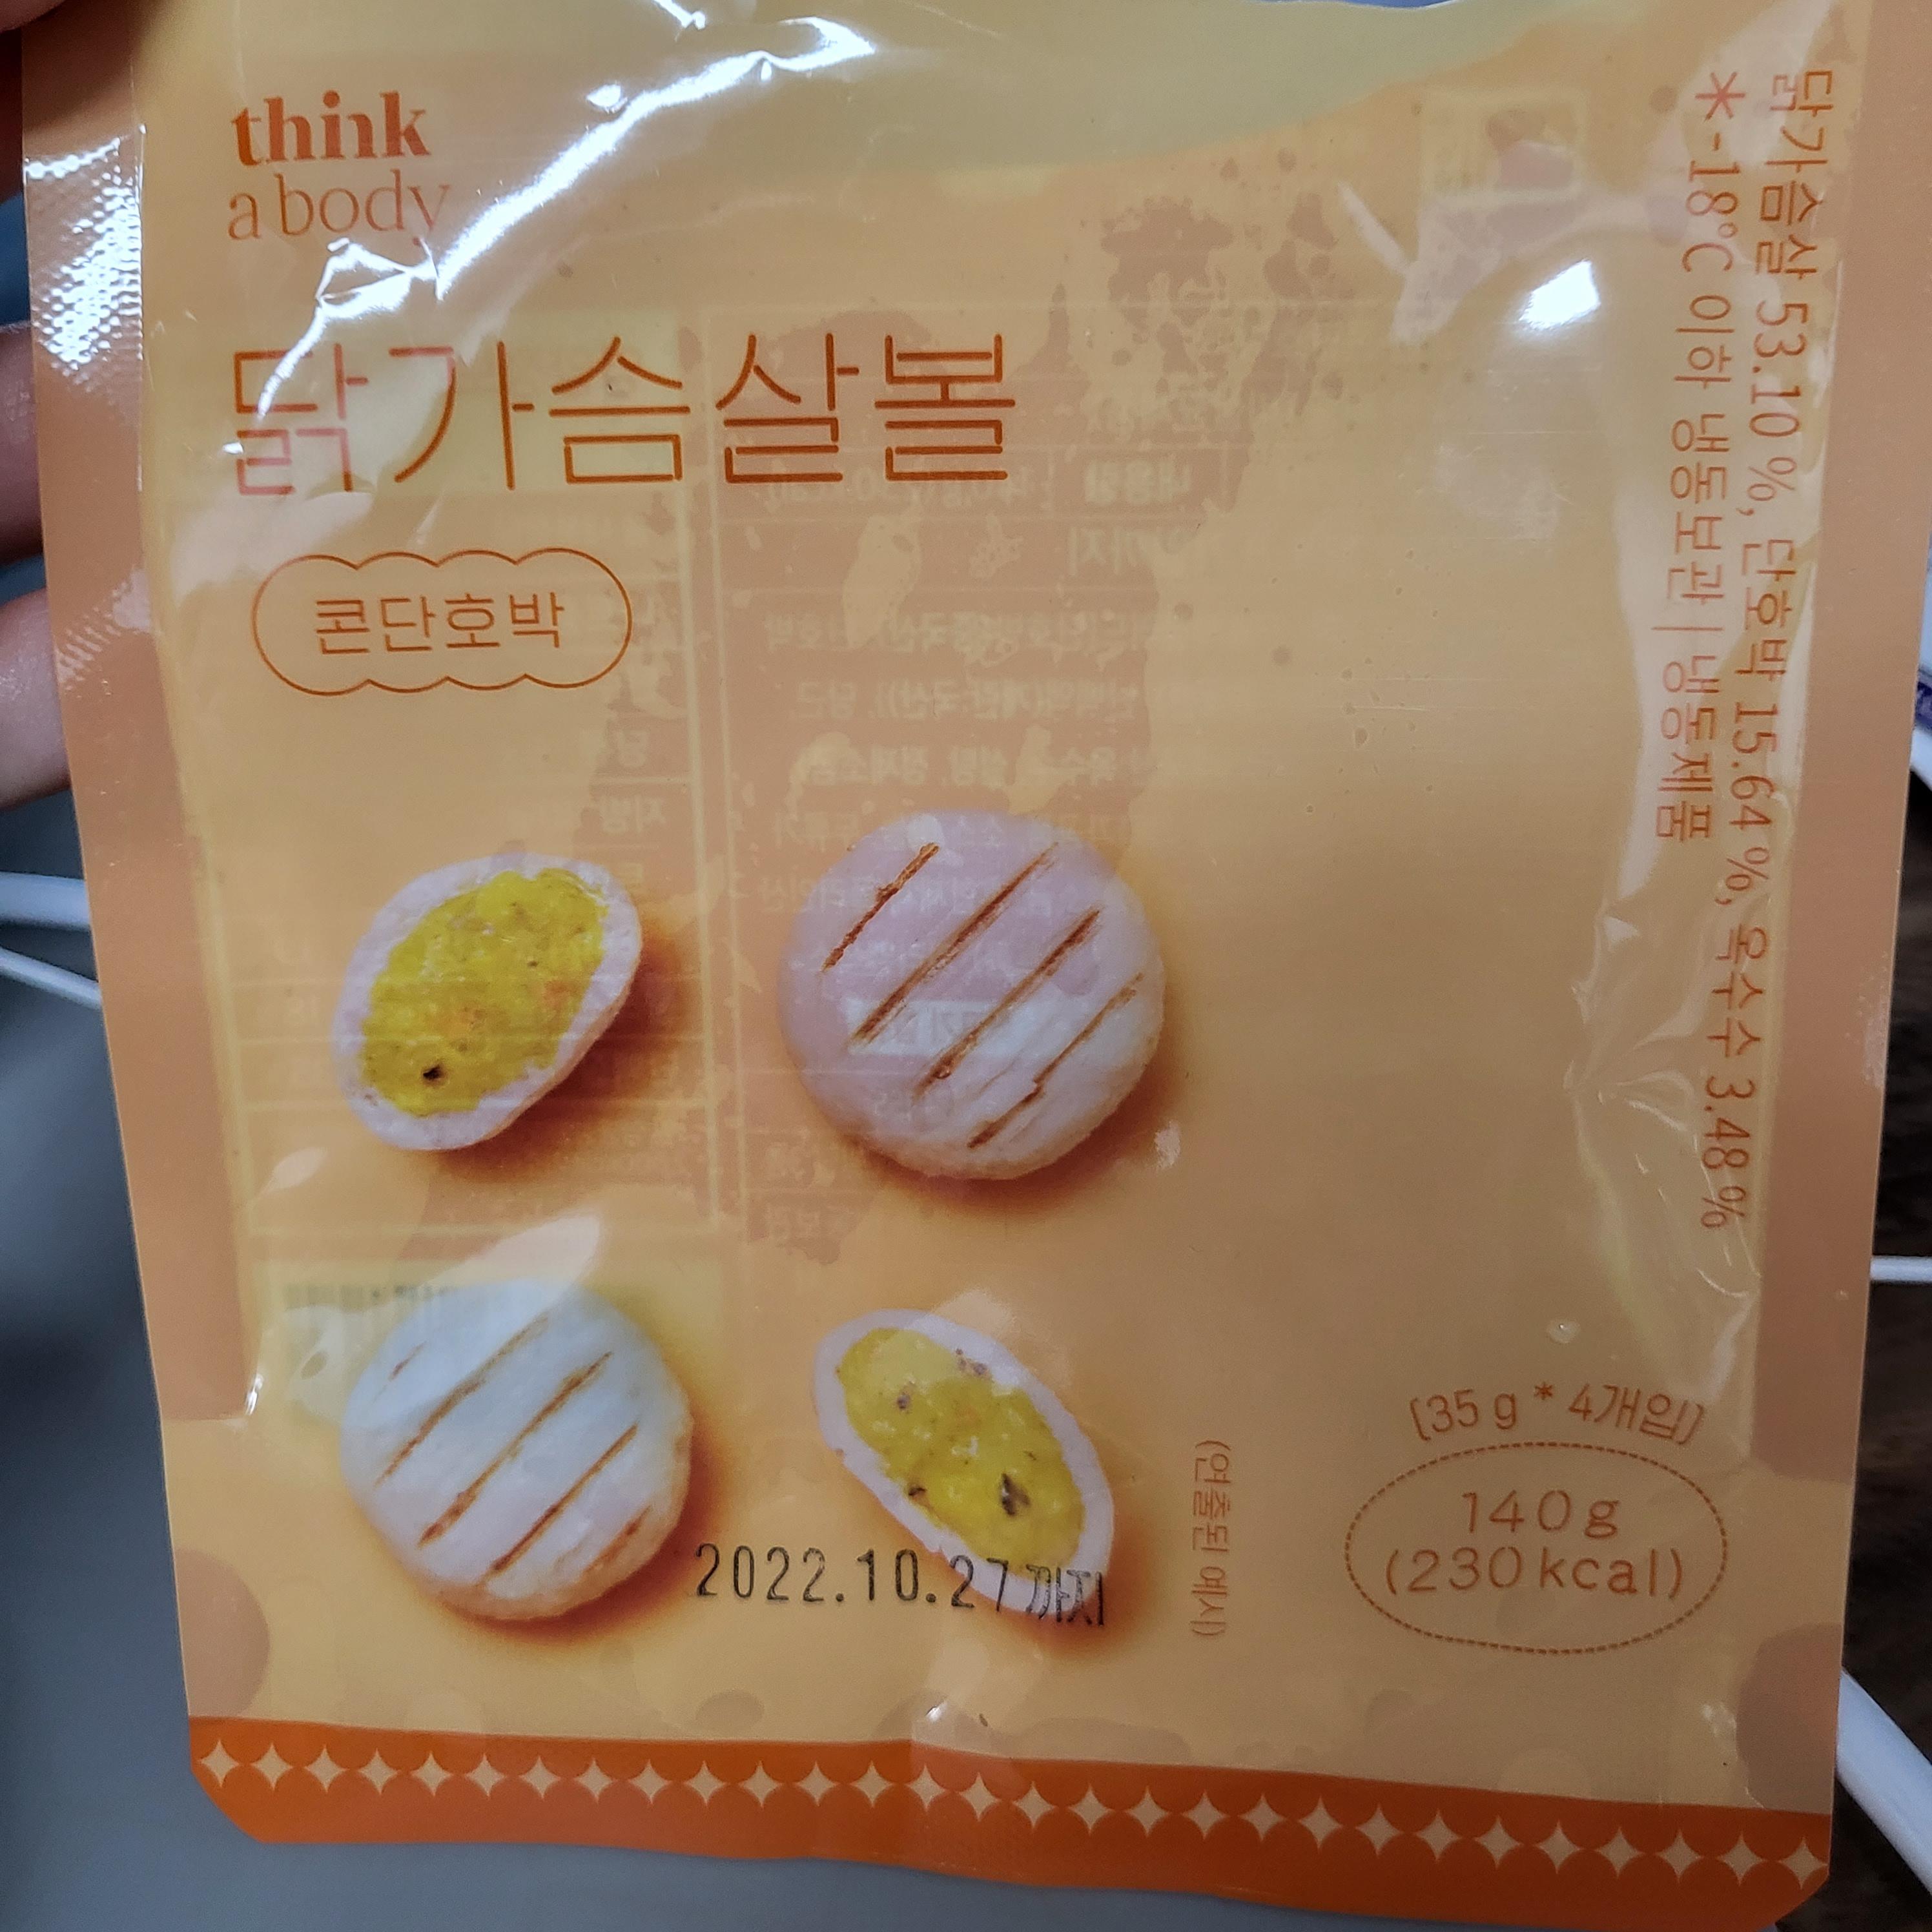 think
a body
닭가슴살볼
콘단호박
닭가슴살 53.10 %, 단호박 15.64 %, 옥수수 3.48 %
*-18℃ 이하 냉동보관 | 냉동제품
[35 g * 4개입]
140 g
(230 kcal)
(연출된 예시)
2022.10.27까지